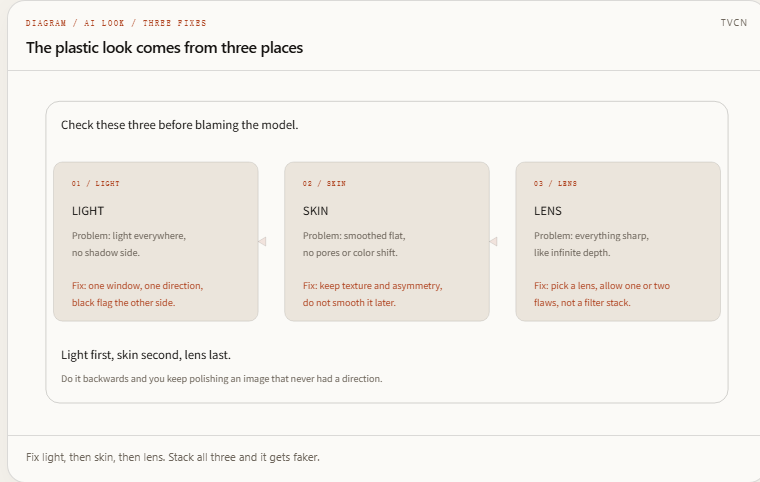 DIAGRAM / AI LOOK / THREE FIXES
TVCN
The plastic look comes from three places
Check these three before blaming the model.
01 / LIGHT
LIGHT
Problem: light everywhere,
no shadow side.
Fix: one window, one direction,
black flag the other side.
02 / SKIN
SKIN
Problem: smoothed flat,
no pores or color shift.
Fix: keep texture and asymmetry,
do not smooth it later.
03 / LENS
LENS
Problem: everything sharp,
like infinite depth.
Fix: pick a lens, allow one or two
flaws, not a filter stack.
Light first, skin second, lens last.
Do it backwards and you keep polishing an image that never had a direction.
Fix light, then skin, then lens. Stack all three and it gets faker.